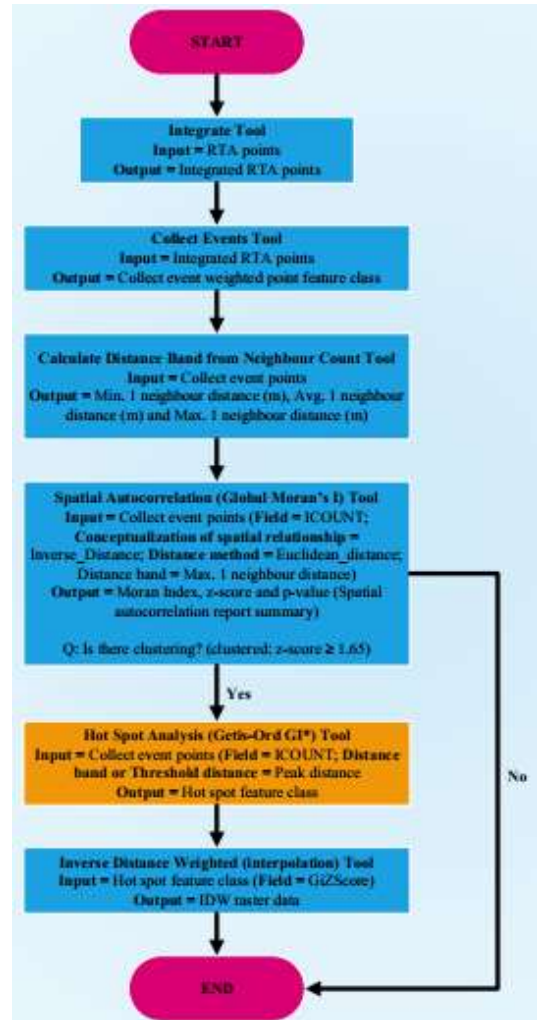 START
Integrate Tool
Input = RTA points
Output = Integrated RTA points
Collect Events Tool
Input = Integrated RTA points
Output = Collect event weighted point feature class
Calculate Distance Band from Neighbour Count Tool
Input = Collect event points
Output = Min. 1 neighbour distance (m), Avg. 1 neighbour
distance (m) and Max. 1 neighbour distance (m)
Spatial Autocorrelation (Global Moran's I) Tool
Input = Collect event points (Field = ICOUNT;
Conceptualization of spatial relationship =
Inverse_Distance; Distance method = Euclidean_distance;
Distance band = Max. 1 neighbour distance)
Output = Moran Index, z-score and p-value (Spatial
autocorrelation report summary)
Q: Is there clustering? (clustered; z-score ≥ 1.65)
Yes
Hot Spot Analysis (Getis-Ord GI*) Tool
Input = Collect event points (Field = ICOUNT; Distance
band or Threshold distance = Peak distance
Output = Hot spot feature class
No
Inverse Distance Weighted (interpolation) Tool
Input = Hot spot feature class (Field = GiZScore)
Output = IDW raster data
END